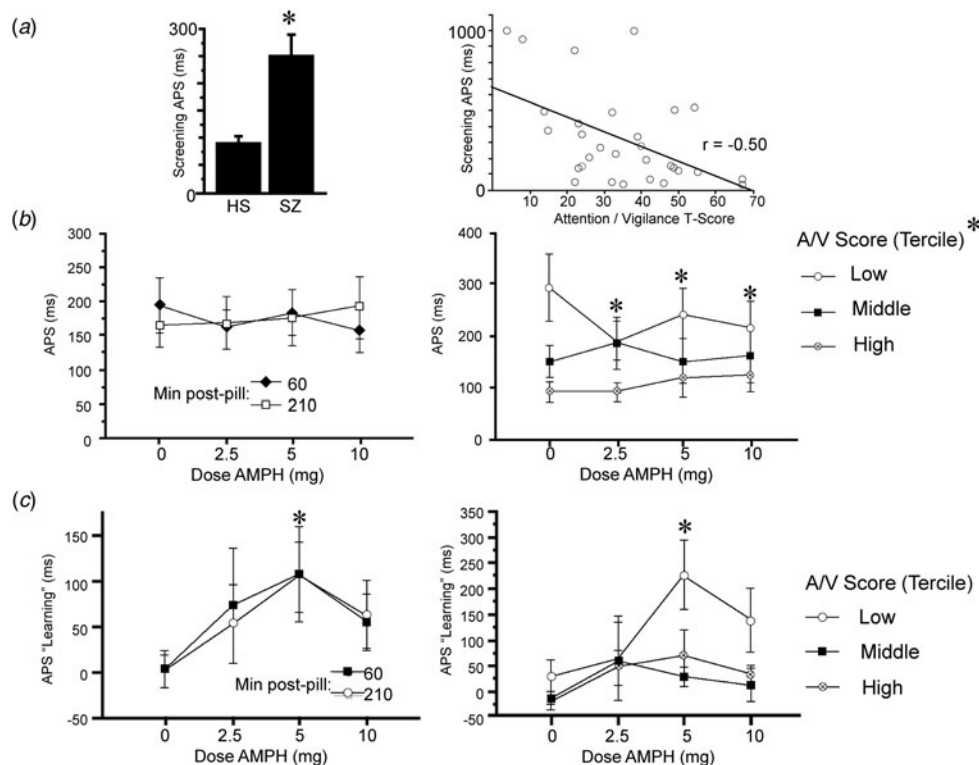 (a)
300
*
Screening APS (ms)
0
HS SZ
1000
Screening APS (ms)
0
r = -0.50
0 10 20 30 40 50 60 70
Attention / Vigilance T-Score
(b)
300
250
200
150
100
50
0
APS (ms)
Min post-pill:
60
210
0 2.5 5 10
Dose AMPH (mg)
400
300
200
100
0
APS (ms)
* * *
0 2.5 5 10
Dose AMPH (mg)
A/V Score (Tercile)*
Low
Middle
High
(c)
150
100
50
0
-50
APS "Learning" (ms)
*
Min post-pill:
60
210
0 2.5 5 10
Dose AMPH (mg)
350
300
250
200
150
100
50
0
-50
APS "Learning" (ms)
*
0 2.5 5 10
Dose AMPH (mg)
A/V Score (Tercile)
Low
Middle
High